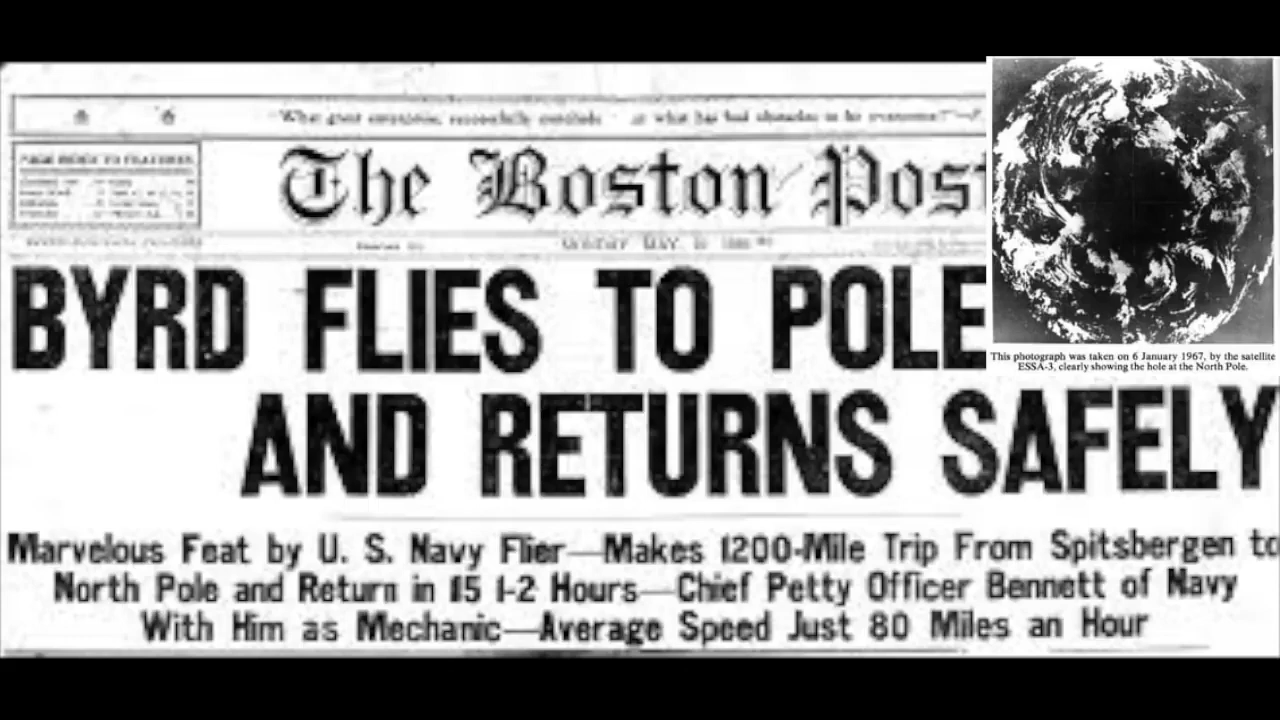 "What great
The Boston Post
BYRD FLIES TO POLE
AND RETURNS SAFELY
Marvelous Feat by U. S. Navy Flier—Makes 1200-Mile Trip From Spitsbergen to
North Pole and Return in 15 1-2 Hours—Chief Petty Officer Bennett of Navy
With Him as Mechanic—Average Speed Just 80 Miles an Hour
This photograph was taken on 6 January 1967, by the satellite
ESSA-3, clearly showing the hole at the North Pole.